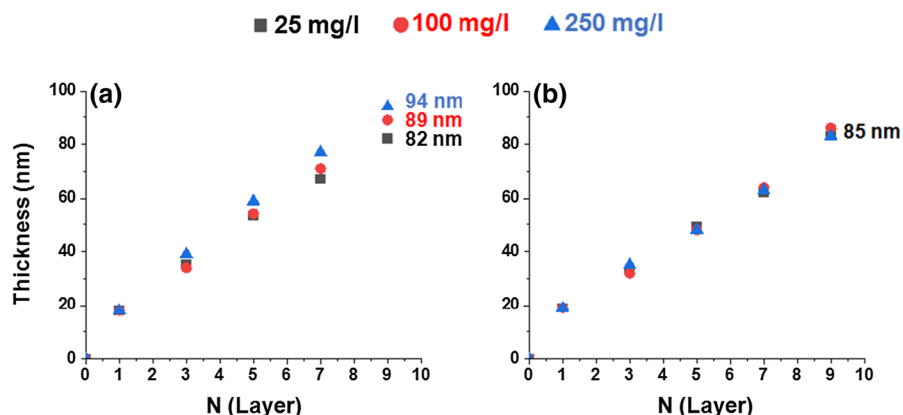 25 mg/l 100 mg/l 250 mg/l
(a)
Thickness (nm)
100
80
60
40
20
0
94 nm
89 nm
82 nm
0 1 2 3 4 5 6 7 8 9 10
N (Layer)
(b)
100
80
60
40
20
0
85 nm
0 1 2 3 4 5 6 7 8 9 10
N (Layer)